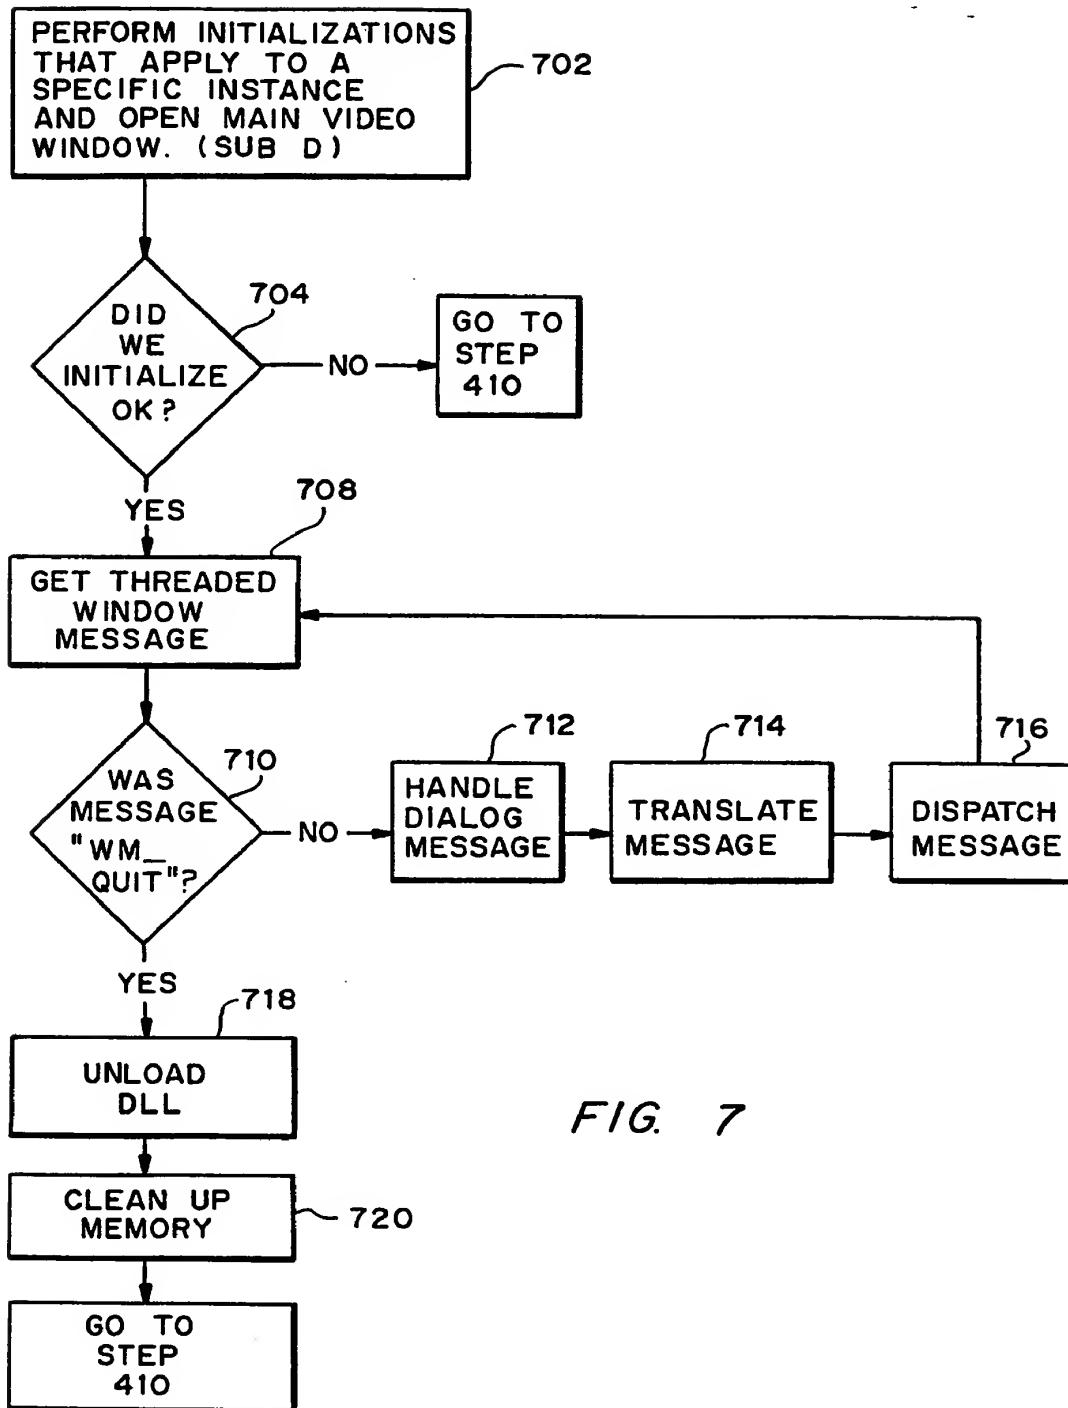 PERFORM INITIALIZATIONS
THAT APPLY TO A
SPECIFIC INSTANCE
AND OPEN MAIN VIDEO
WINDOW. (SUB D)
702
DID
WE
INITIALIZE
OK?
704
NO
GO TO
STEP
410
YES
708
GET THREADED
WINDOW
MESSAGE
WAS
MESSAGE
"WM_
QUIT"?
710
NO
712
HANDLE
DIALOG
MESSAGE
714
TRANSLATE
MESSAGE
716
DISPATCH
MESSAGE
YES
718
UNLOAD
DLL
CLEAN UP
MEMORY
720
GO TO
STEP
410
FIG. 7